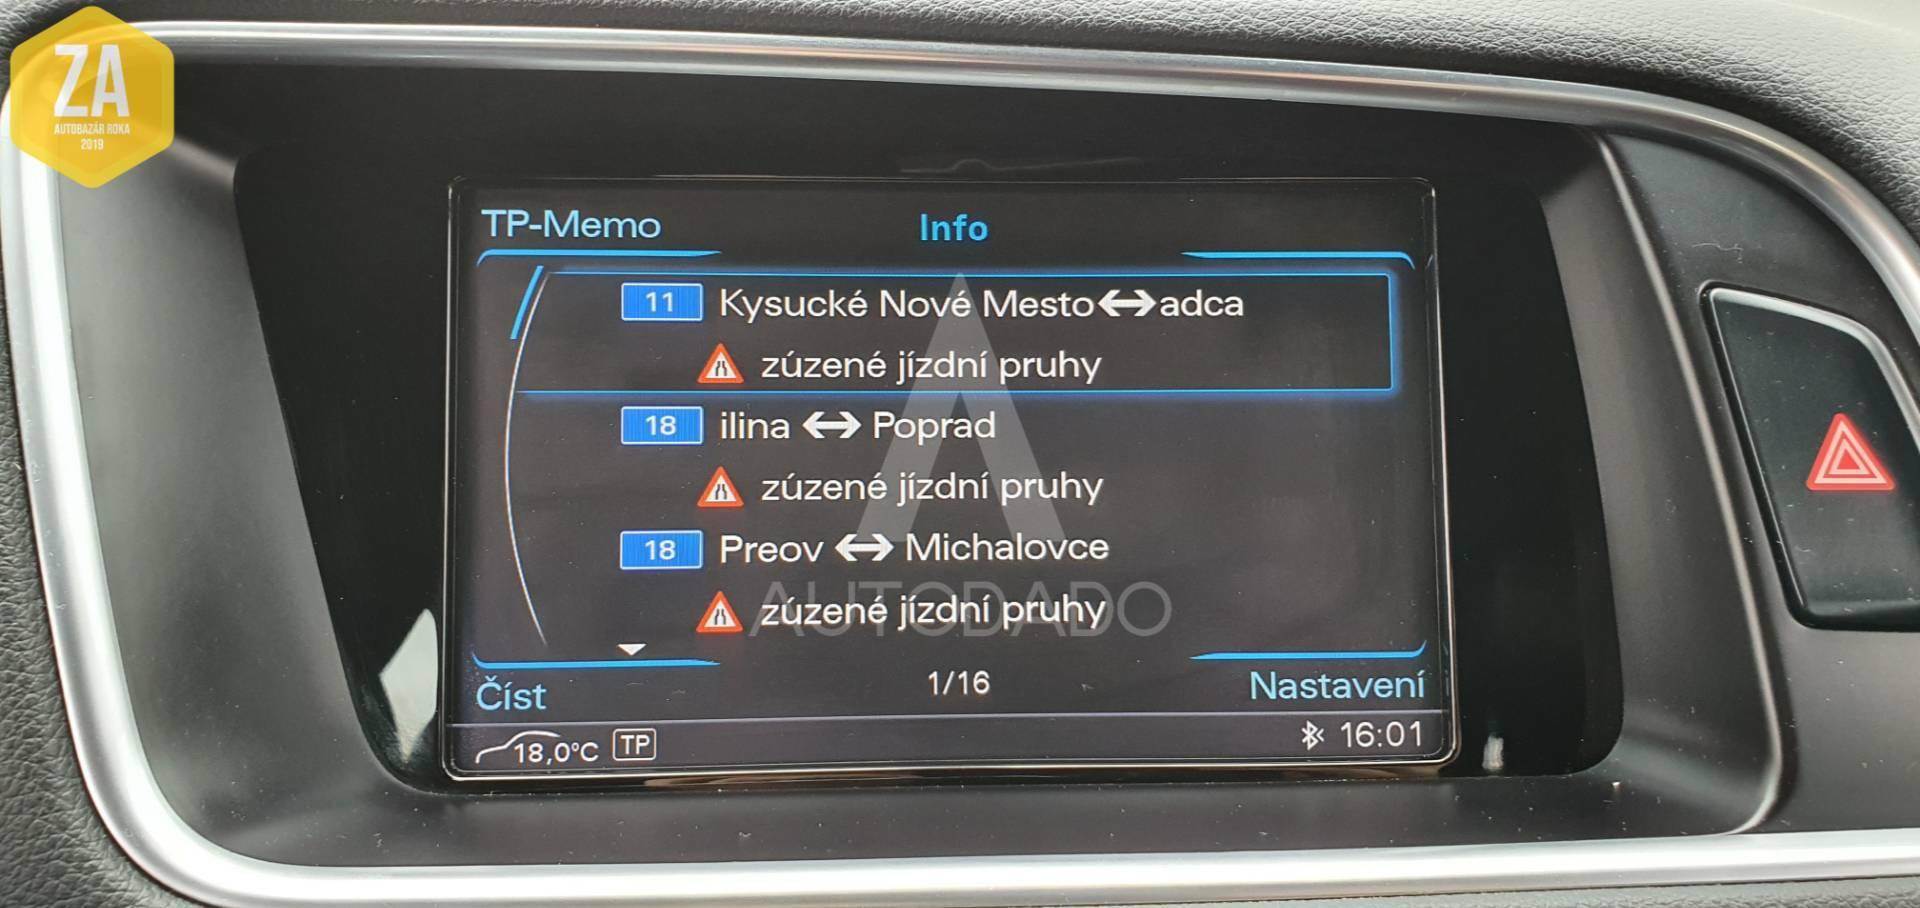 ZA
AUTOBAZÁR ROKA
2019
TP-Memo
Info
11 Kysucké Nové Mesto↔adca
zúzené jízdní pruhy
18 ilina ↔ Poprad
zúzené jízdní pruhy
18 Preov ↔ Michalovce
zúzené jízdní pruhy
AUTODADO
Číst
1/16
Nastavení
18,0°C TP
16:01